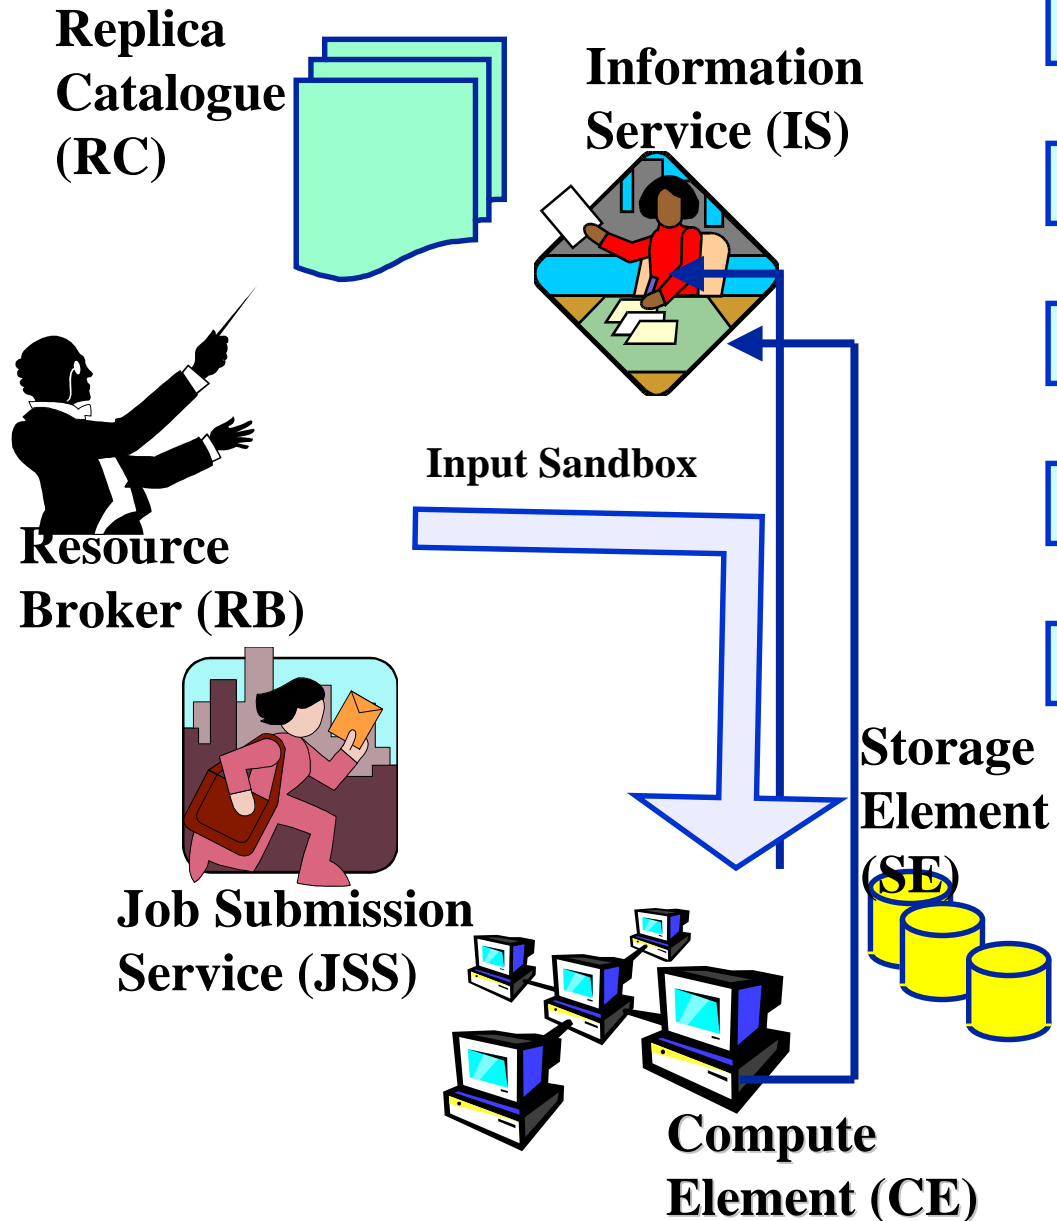 Replica
Catalogue
(RC)
Information
Service (IS)
Input Sandbox
Resource
Broker (RB)
Storage
Element
(SE)
Job Submission
Service (JSS)
Compute
Element (CE)